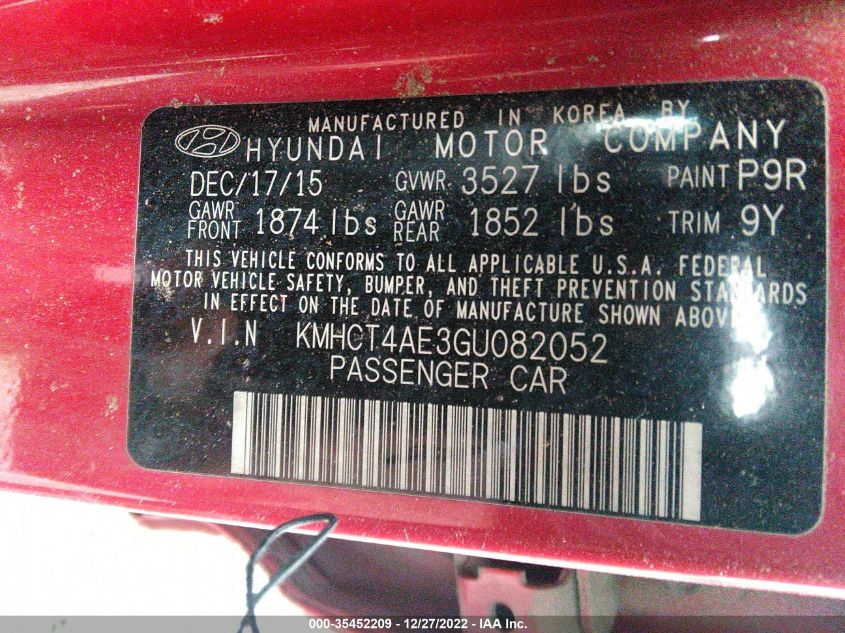 MANUFACTURED IN KOREA BY
HYUNDAI MOTOR COMPANY
DEC/17/15 GVWR 3527 lbs PAINT P9R
GAWR FRONT 1874 lbs GAWR REAR 1852 lbs TRIM 9Y
THIS VEHICLE CONFORMS TO ALL APPLICABLE U.S.A. FEDERAL
MOTOR VEHICLE SAFETY, BUMPER, AND THEFT PREVENTION STANDARDS
IN EFFECT ON THE DATE OF MANUFACTURE SHOWN ABOVE
V.I.N KMHCT4AE3GU082052
PASSENGER CAR
000-35452209 - 12/27/2022 - IAA Inc.